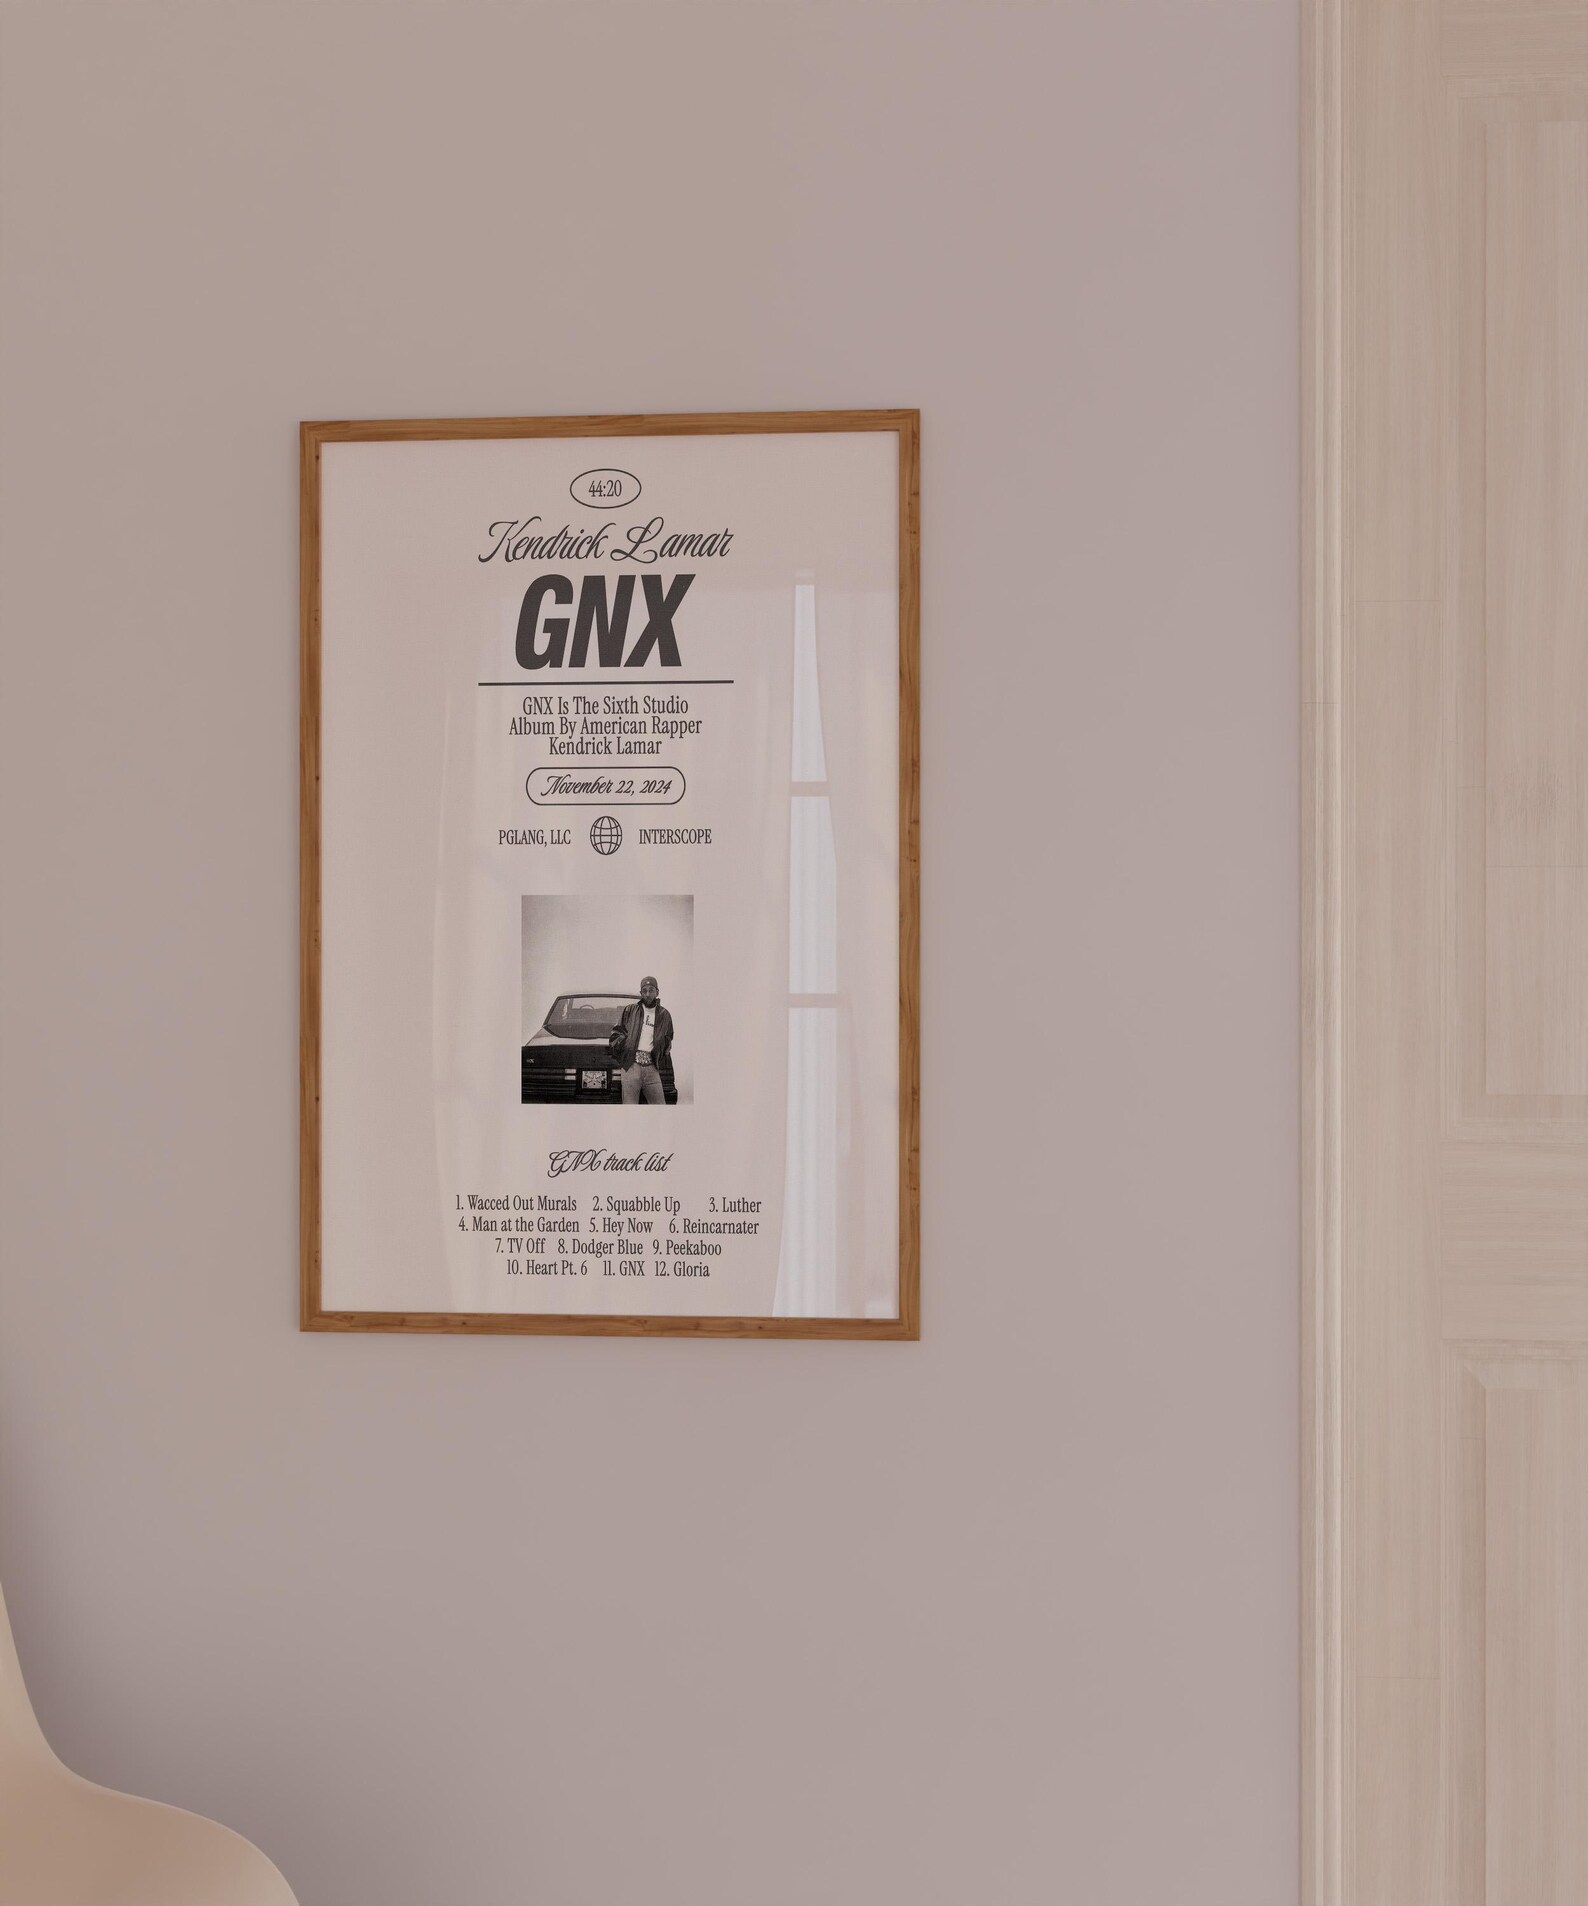 44:20
Kendrick Lamar
GNX
GNX Is The Sixth Studio
Album By American Rapper
Kendrick Lamar
November 22, 2024
PGLANG, LLC INTERSCOPE
GNX track list
1. Wacced Out Murals 2. Squabble Up 3. Luther
4. Man at the Garden 5. Hey Now 6. Reincarnater
7. TV Off 8. Dodger Blue 9. Peekaboo
10. Heart Pt. 6 11. GNX 12. Gloria